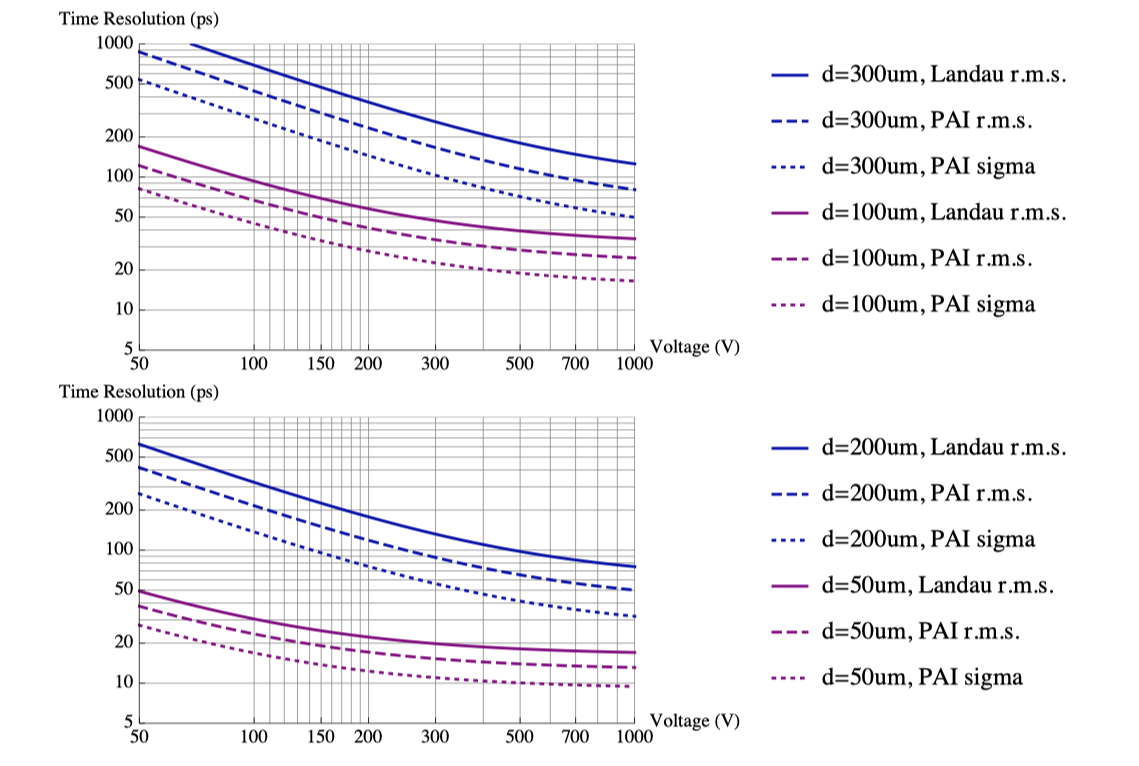 Time Resolution (ps)
1000
500
200
100
50
20
10
5
50 100 150 200 300 500 700 1000
Voltage (V)
d=300um, Landau r.m.s.
d=300um, PAI r.m.s.
d=300um, PAI sigma
d=100um, Landau r.m.s.
d=100um, PAI r.m.s.
d=100um, PAI sigma
Time Resolution (ps)
1000
500
200
100
50
20
10
5
50 100 150 200 300 500 700 1000
Voltage (V)
d=200um, Landau r.m.s.
d=200um, PAI r.m.s.
d=200um, PAI sigma
d=50um, Landau r.m.s.
d=50um, PAI r.m.s.
d=50um, PAI sigma